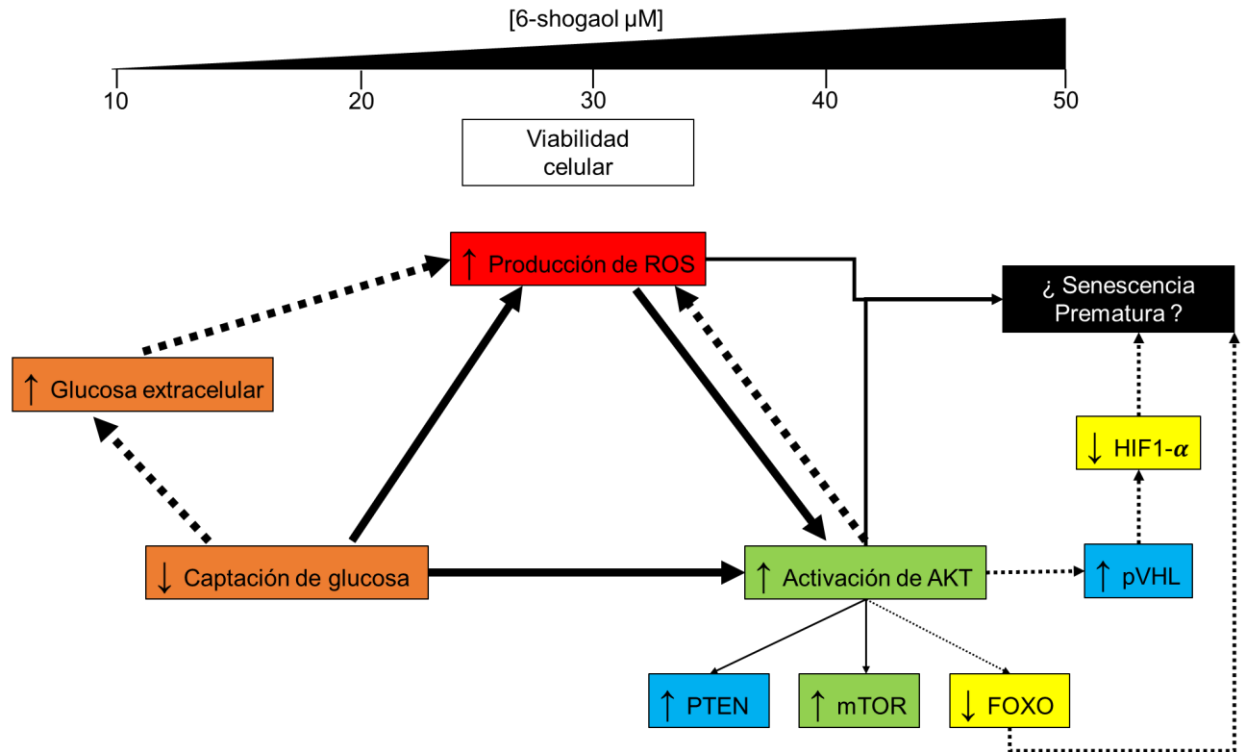 [6-shogaol µM]
10 20 30 40 50
Viabilidad
celular
↑ Producción de ROS
¿ Senescencia
Prematura ?
↑ Glucosa extracelular
↓ HIF1-α
↓ Captación de glucosa
↑ Activación de AKT
↑ pVHL
↑ PTEN
↑ mTOR
↓ FOXO